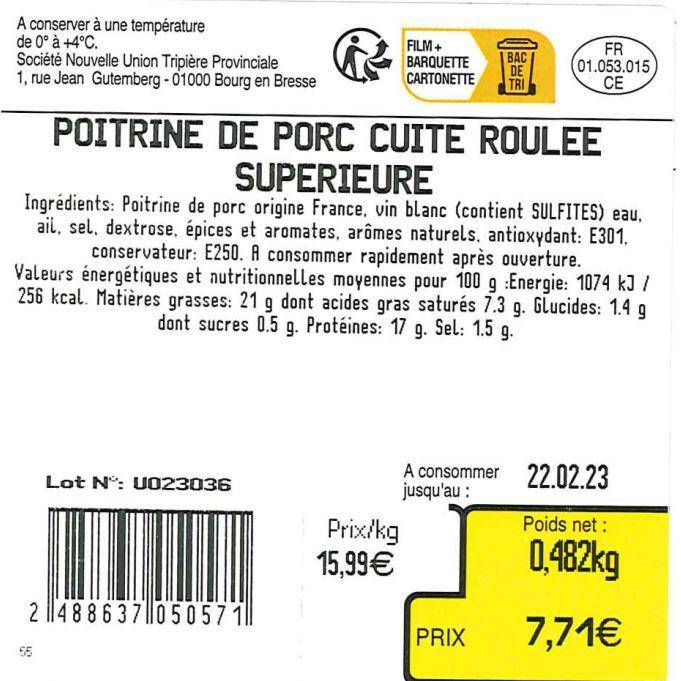 A conserver à une température
de 0° à +4°C.
Société Nouvelle Union Tripière Provinciale
1, rue Jean Gutemberg - 01000 Bourg en Bresse
FILM +
BARQUETTE
CARTONETTE
BAC
DE
TRI
FR
01.053.015
CE
POITRINE DE PORC CUITE ROULEE
SUPERIEURE
Ingrédients: Poitrine de porc origine France, vin blanc (contient SULFITES) eau,
ail, sel, dextrose, épices et aromates, arômes naturels, antioxydant: E301,
conservateur: E250. A consommer rapidement après ouverture.
Valeurs énergétiques et nutritionnelles moyennes pour 100 g :Energie: 1074 kJ /
256 kcal. Matières grasses: 21 g dont acides gras saturés 7.3 g. Glucides: 1.4 g
dont sucres 0.5 g. Protéines: 17 g. Sel: 1.5 g.
Lot N°: U023036
A consommer
jusqu'au :
22.02.23
Prix/kg
15,99€
Poids net :
0,482kg
PRIX
7,71€
2 488637 050571
55